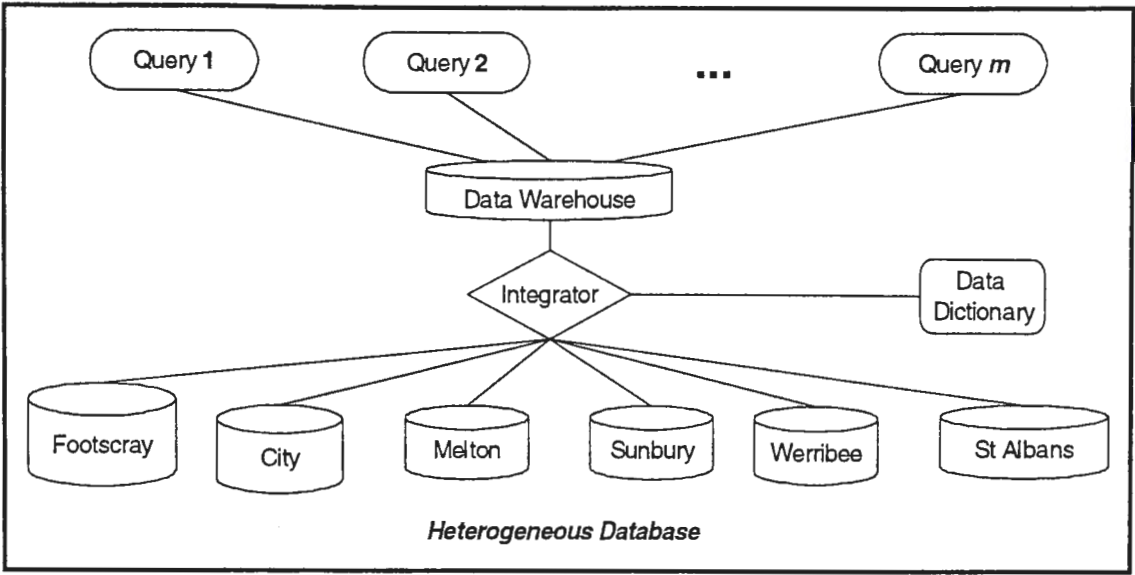 Query 1
Query 2
...
Query m
Data Warehouse
Integrator
Data
Dictionary
Footscray
City
Melton
Sunbury
Werribee
St Albans
Heterogeneous Database